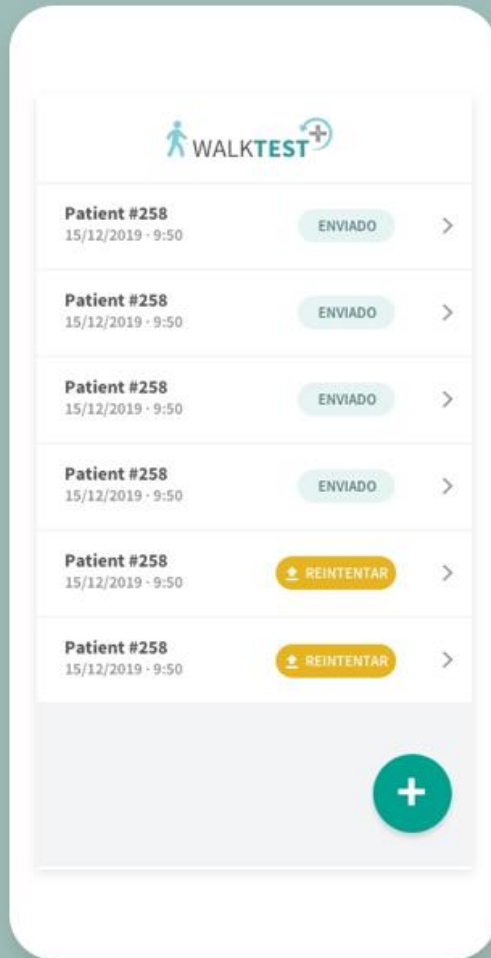 WALKTEST
Patient #258
ENVIADO
15/12/2019 · 9:50
Patient #258
ENVIADO
15/12/2019 · 9:50
Patient #258
ENVIADO
15/12/2019 · 9:50
Patient #258
ENVIADO
15/12/2019 · 9:50
Patient #258
REINTENTAR
15/12/2019 · 9:50
Patient #258
REINTENTAR
15/12/2019 · 9:50